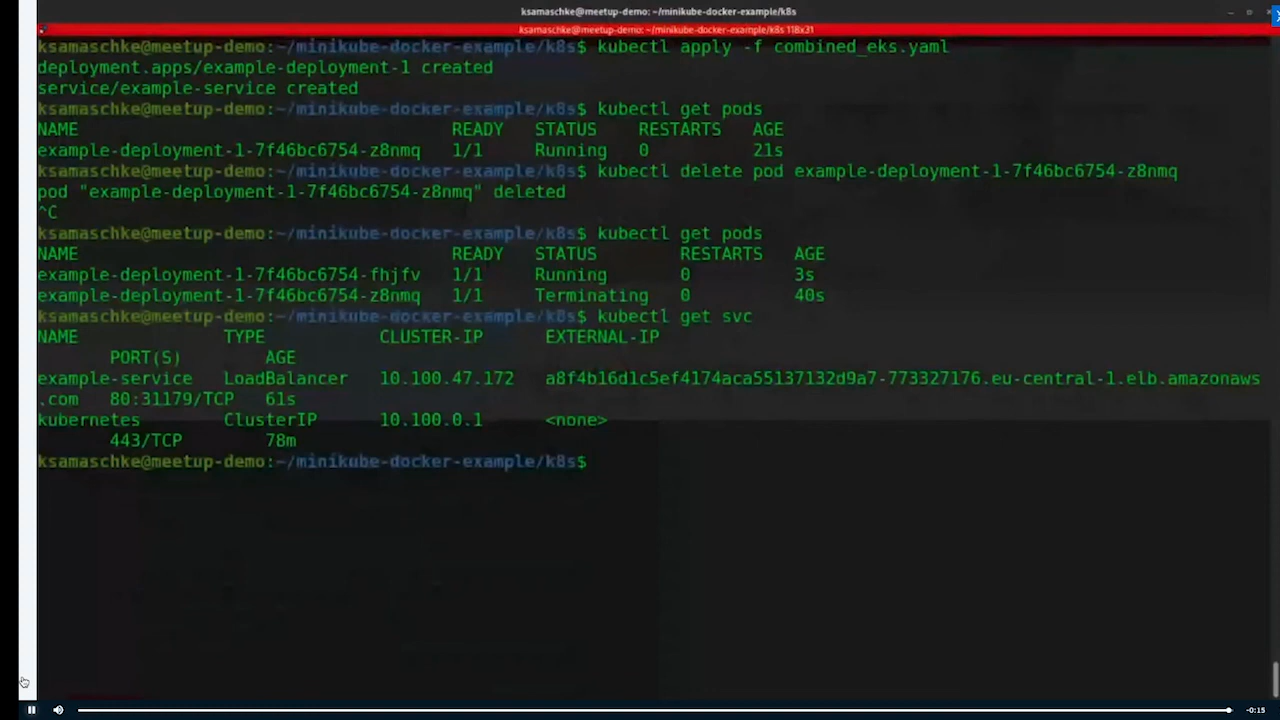 ksamaschke@meetup-demo: ~/minikube-docker-example/k8s
ksamaschke@meetup-demo: ~/minikube-docker-example/k8s 118x31
ksamaschke@meetup-demo:~/minikube-docker-example/k8s$ kubectl apply -f combined_eks.yaml
deployment.apps/example-deployment-1 created
service/example-service created
ksamaschke@meetup-demo:~/minikube-docker-example/k8s$ kubectl get pods
NAME READY STATUS RESTARTS AGE
example-deployment-1-7f46bc6754-z8nmq 1/1 Running 0 21s
ksamaschke@meetup-demo:~/minikube-docker-example/k8s$ kubectl delete pod example-deployment-1-7f46bc6754-z8nmq
pod "example-deployment-1-7f46bc6754-z8nmq" deleted
^C
ksamaschke@meetup-demo:~/minikube-docker-example/k8s$ kubectl get pods
NAME READY STATUS RESTARTS AGE
example-deployment-1-7f46bc6754-fhjfv 1/1 Running 0 3s
example-deployment-1-7f46bc6754-z8nmq 1/1 Terminating 0 40s
ksamaschke@meetup-demo:~/minikube-docker-example/k8s$ kubectl get svc
NAME TYPE CLUSTER-IP EXTERNAL-IP
PORT(S) AGE
example-service LoadBalancer 10.100.47.172 a8f4b16d1c5ef4174aca55137132d9a7-773327176.eu-central-1.elb.amazonaws
.com 80:31179/TCP 61s
kubernetes ClusterIP 10.100.0.1 <none>
443/TCP 78m
ksamaschke@meetup-demo:~/minikube-docker-example/k8s$
-0:15